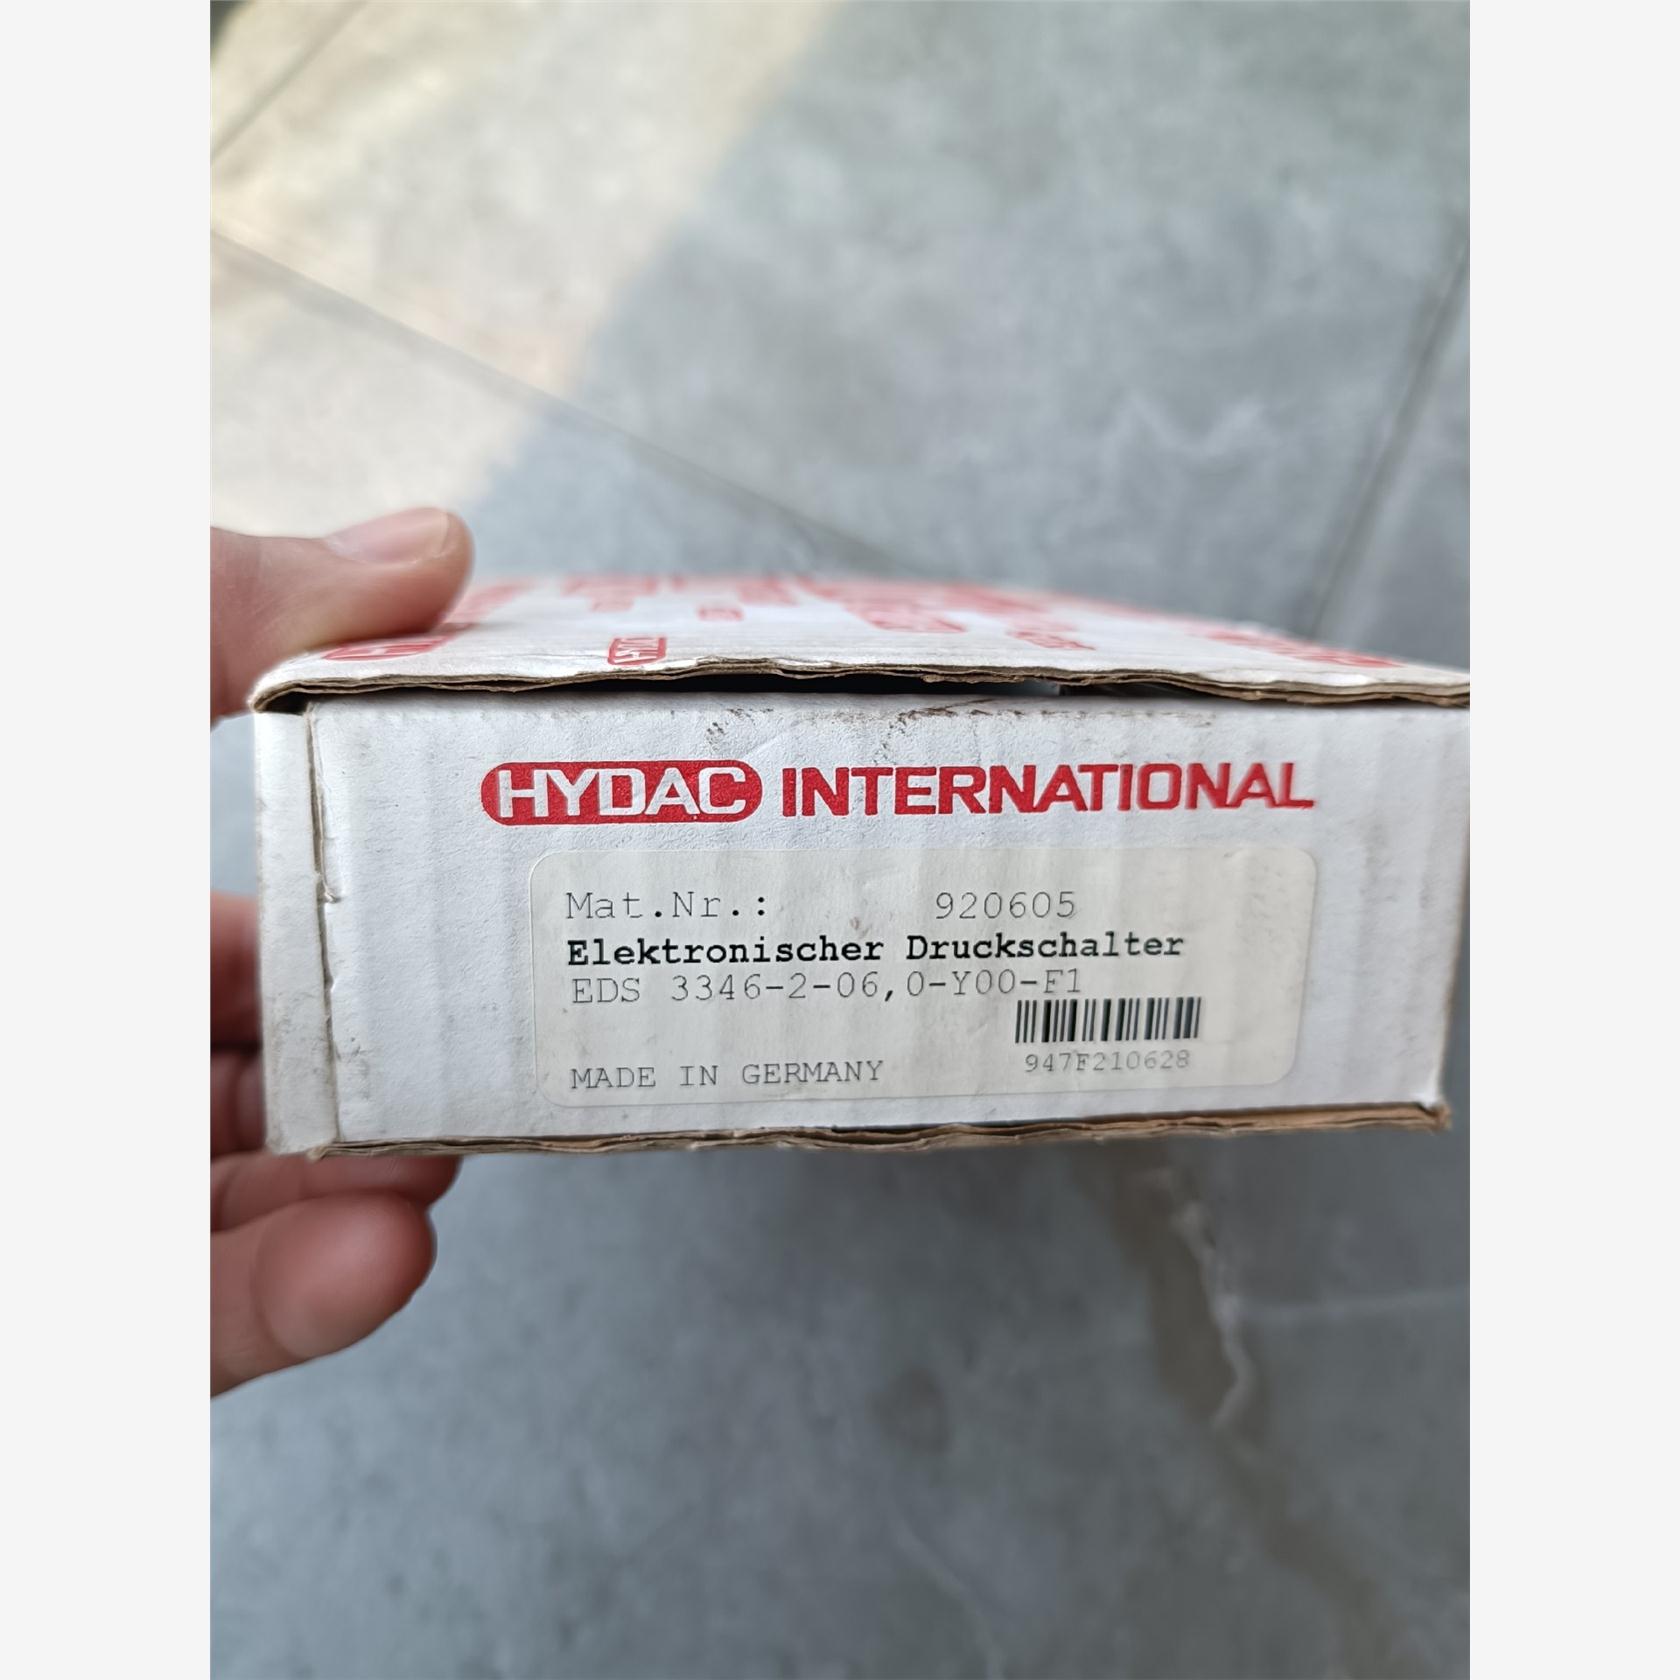 HYDAC INTERNATIONAL
Mat.Nr.: 920605
Elektronischer Druckschalter
EDS 3346-2-06,0-Y00-F1
947F210628
MADE IN GERMANY